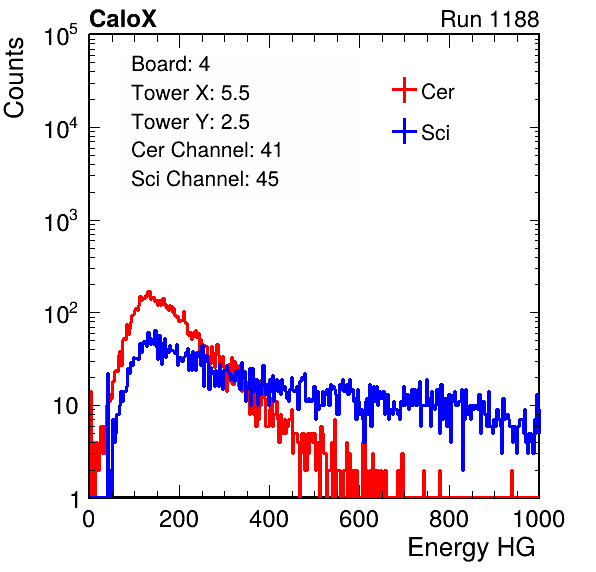 CaloX Run 1188
Counts
Board: 4
Tower X: 5.5
Tower Y: 2.5
Cer Channel: 41
Sci Channel: 45
Cer
Sci
10^5
10^4
10^3
10^2
10
1
0 200 400 600 800 1000
Energy HG